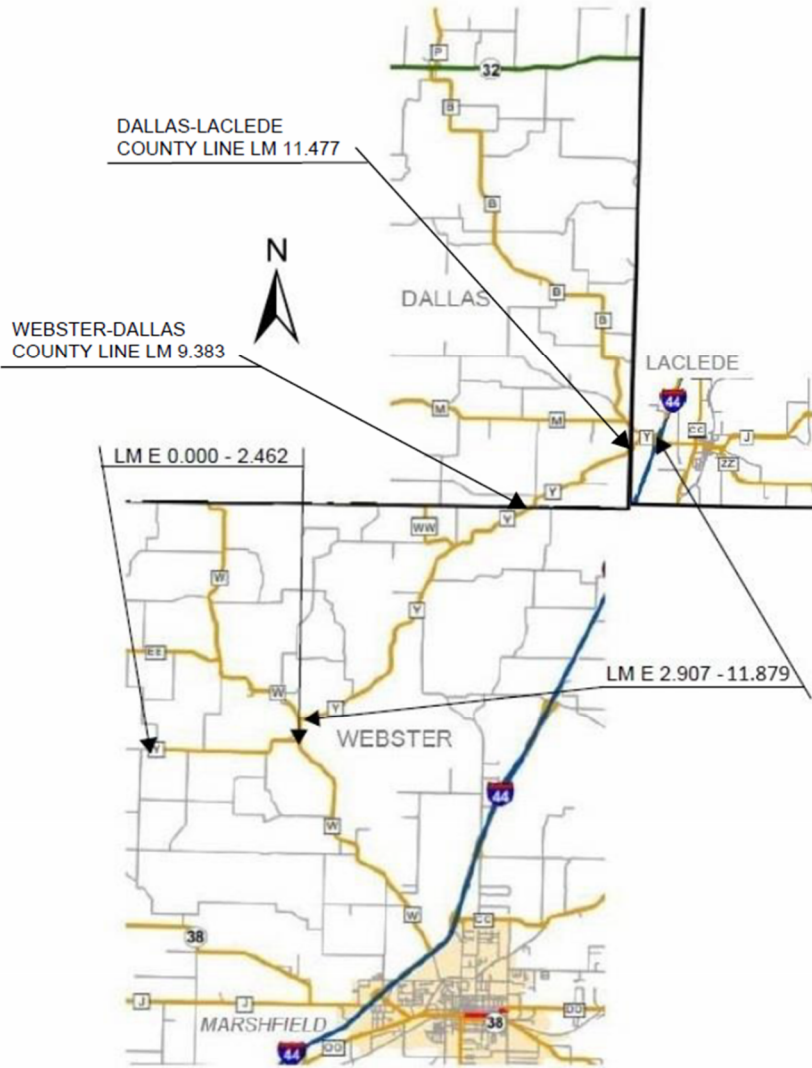 P
32
B
DALLAS-LACLEDE
COUNTY LINE LM 11.477
B
N
DALLAS
B
B
WEBSTER-DALLAS
COUNTY LINE LM 9.383
LACLEDE
44
M
M
Y
CC
J
ZZ
LM E 0.000 - 2.462
Y
Y
WW
W
Y
EE
LM E 2.907 -11.879
W
Y
Y
WEBSTER
44
W
W
CC
38
J
J
MARSHFIELD
38
DD
44
OO